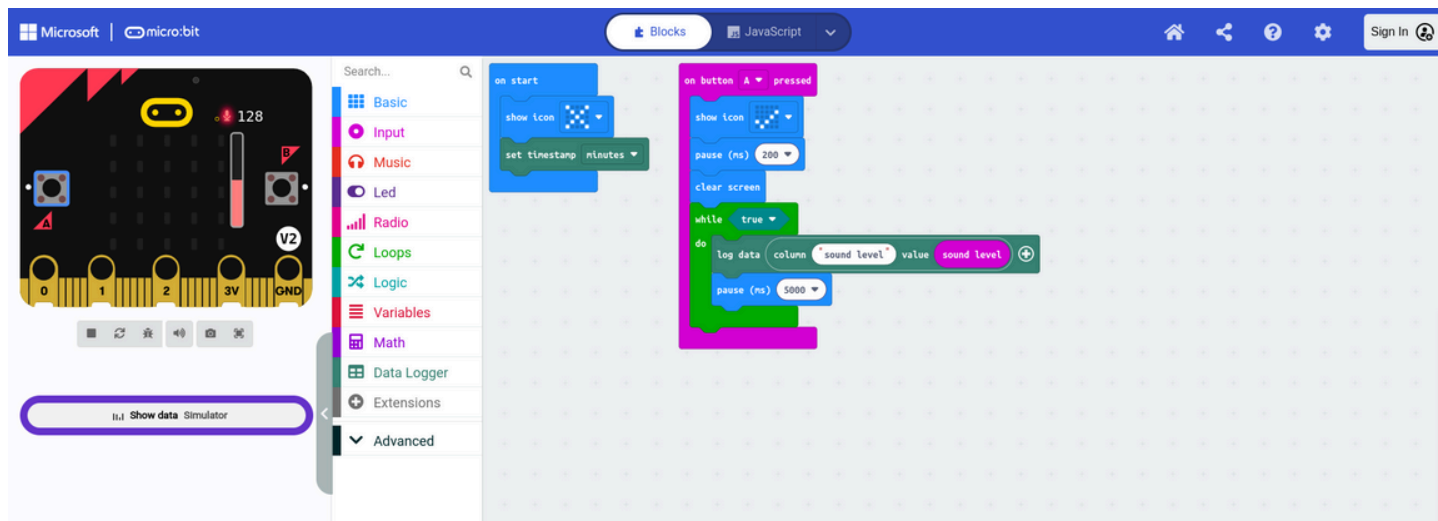 Microsoft micro:bit Blocks JavaScript Sign In
128
B
A
V2
0 1 2 3V GND
Show data Simulator
Search...
Basic
Input
Music
Led
Radio
Loops
Logic
Variables
Math
Data Logger
Extensions
Advanced
on start
show icon
set timestamp minutes
on button A pressed
show icon
pause (ms) 200
clear screen
while true
do
log data column "sound level" value sound level
pause (ms) 5000